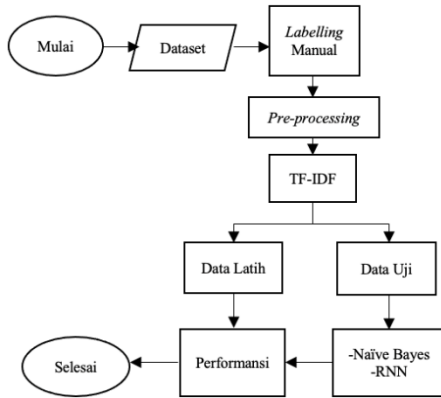 Mulai
Dataset
Labelling
Manual
Pre-processing
TF-IDF
Data Latih
Data Uji
Selesai
Performansi
-Naïve Bayes
-RNN